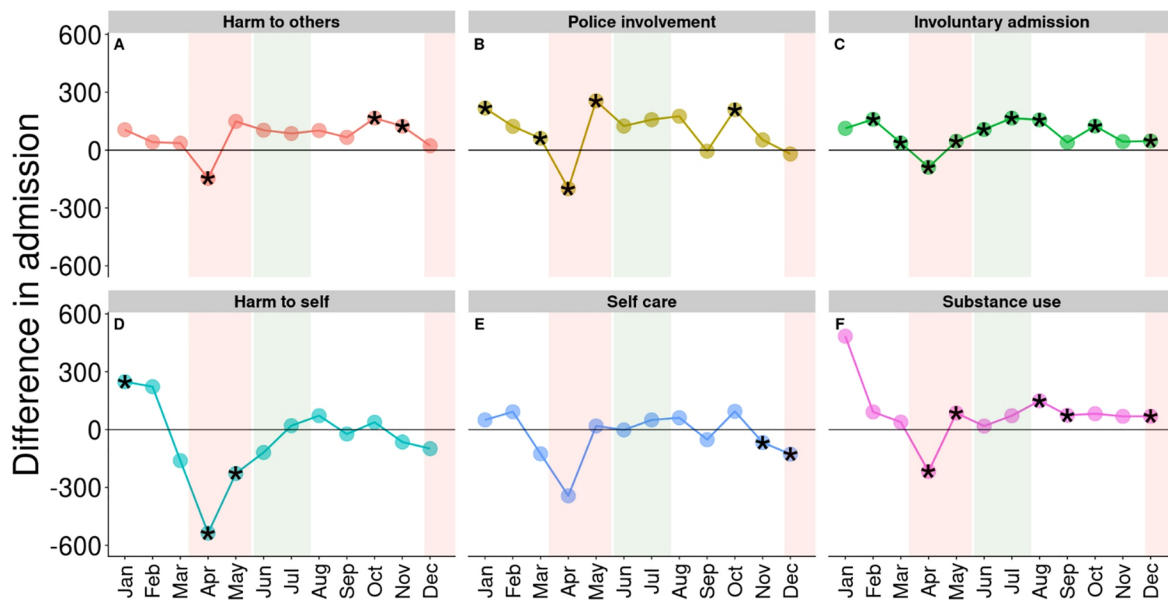 Difference in admission
Harm to others
Police involvement
Involuntary admission
600
300
0
-300
-600
A
B
C
Harm to self
Self care
Substance use
600
300
0
-300
-600
D
E
F
Jan Feb Mar Apr May Jun Jul Aug Sep Oct Nov Dec
Jan Feb Mar Apr May Jun Jul Aug Sep Oct Nov Dec
Jan Feb Mar Apr May Jun Jul Aug Sep Oct Nov Dec